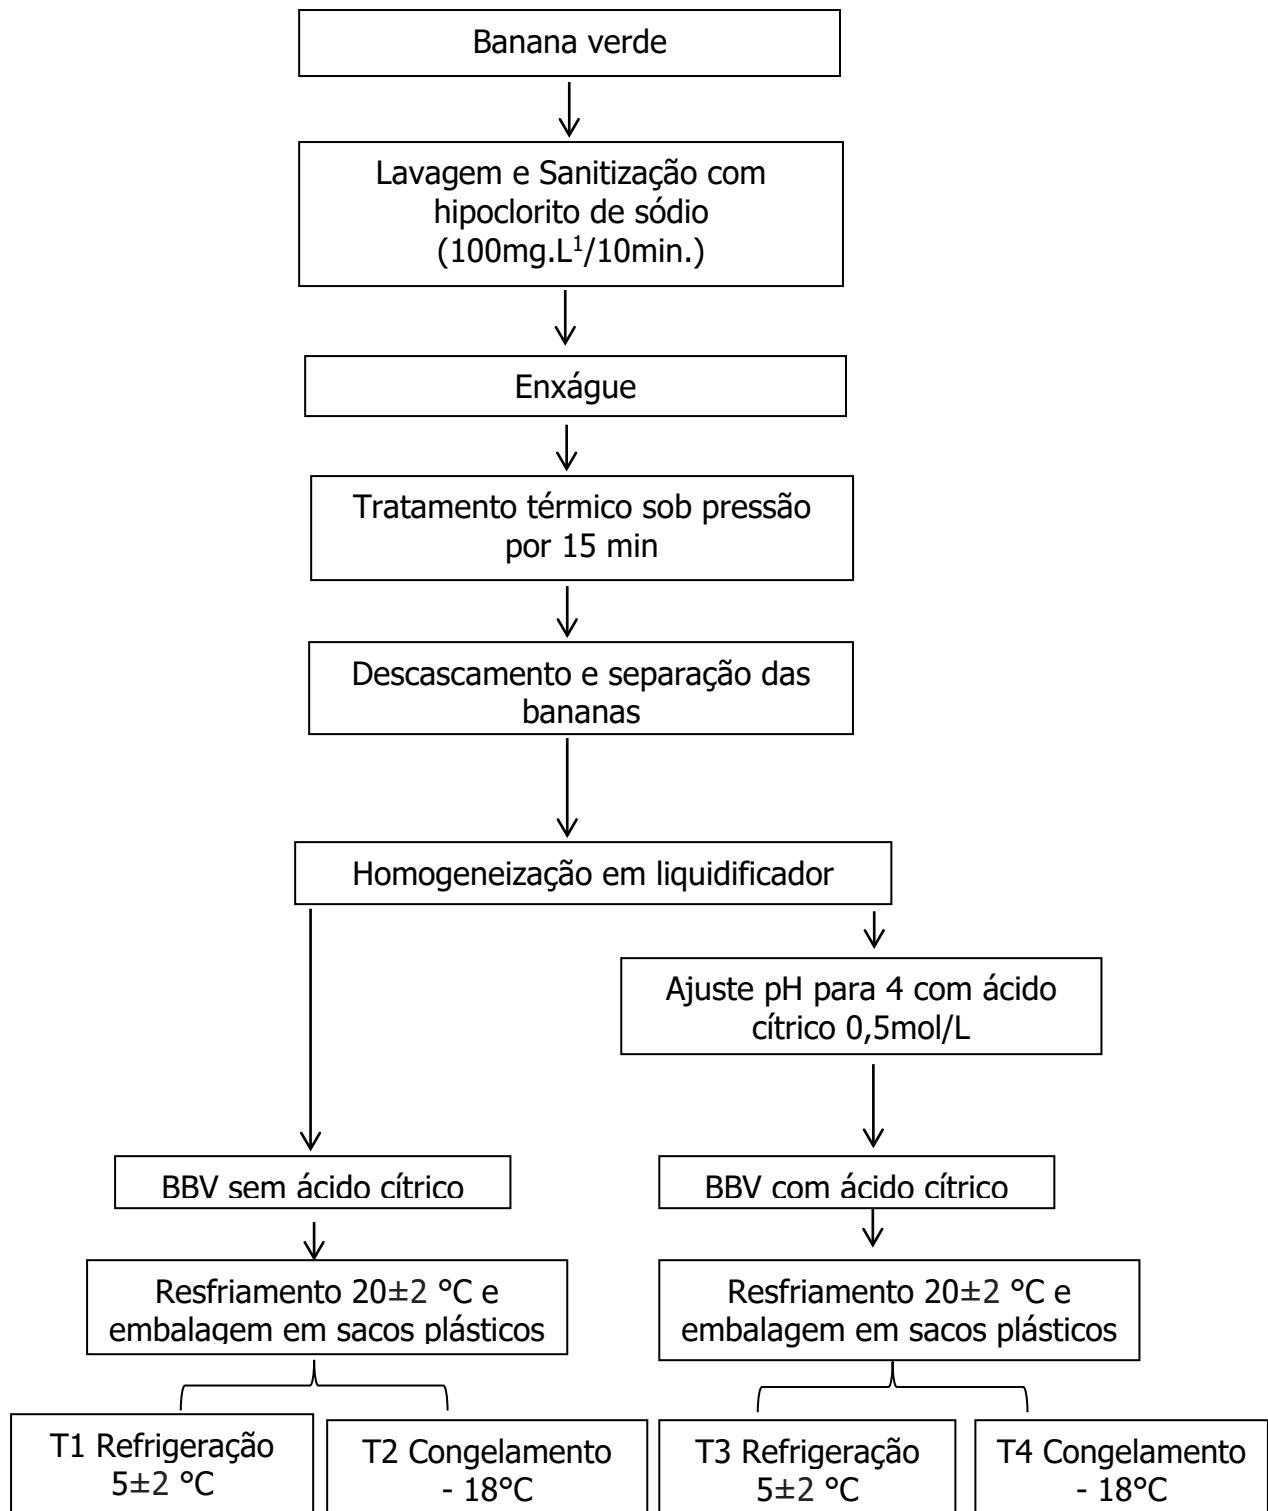 Banana verde
Lavagem e Sanitização com
hipoclorito de sódio
(100mg.L¹/10min.)
Enxágue
Tratamento térmico sob pressão
por 15 min
Descascamento e separação das
bananas
Homogeneização em liquidificador
Ajuste pH para 4 com ácido
cítrico 0,5mol/L
BBV sem ácido cítrico
BBV com ácido cítrico
Resfriamento 20±2 °C e
embalagem em sacos plásticos
Resfriamento 20±2 °C e
embalagem em sacos plásticos
T1 Refrigeração
5±2 °C
T2 Congelamento
- 18°C
T3 Refrigeração
5±2 °C
T4 Congelamento
- 18°C